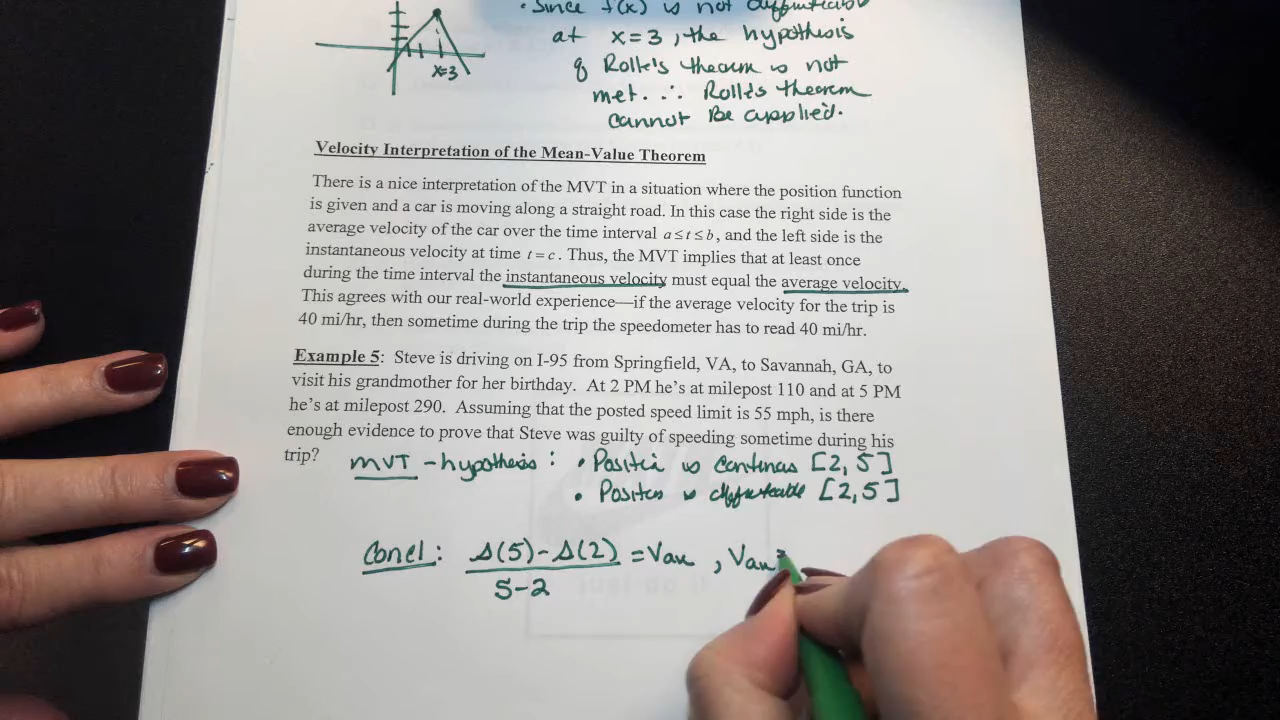 • Since f(x) is not differentiable
at x=3, the hypothesis
of Rolle's theorem is not
met. ∴ Rolle's theorem
cannot Be applied.
x=3
Velocity Interpretation of the Mean-Value Theorem
There is a nice interpretation of the MVT in a situation where the position function
is given and a car is moving along a straight road. In this case the right side is the
average velocity of the car over the time interval a≤t≤b, and the left side is the
instantaneous velocity at time t=c. Thus, the MVT implies that at least once
during the time interval the instantaneous velocity must equal the average velocity.
This agrees with our real-world experience—if the average velocity for the trip is
40 mi/hr, then sometime during the trip the speedometer has to read 40 mi/hr.
Example 5: Steve is driving on I-95 from Springfield, VA, to Savannah, GA, to
visit his grandmother for her birthday. At 2 PM he's at milepost 110 and at 5 PM
he's at milepost 290. Assuming that the posted speed limit is 55 mph, is there
enough evidence to prove that Steve was guilty of speeding sometime during his
trip? MVT - hypothesis: • Position is continous [2, 5]
• Position is differentiable [2, 5]
Concl: s(5)-s(2) = Vave, Vave
5-2